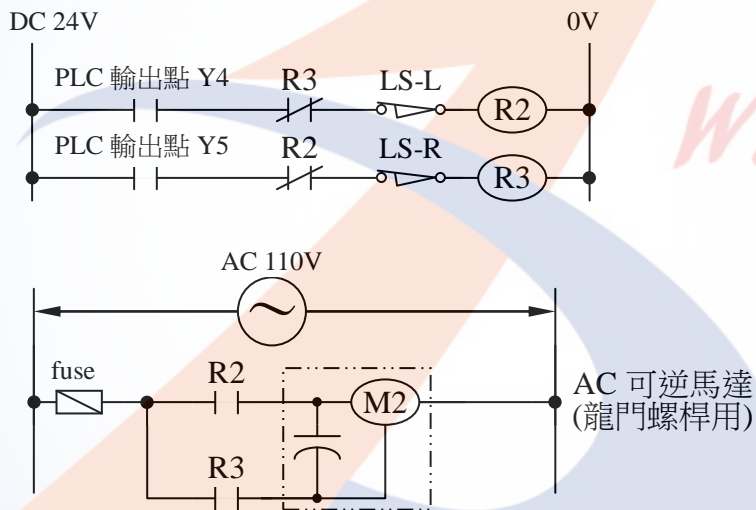 DC 24V 0V
PLC 輸出點 Y4 R3 LS-L
R2
PLC 輸出點 Y5 R2 LS-R
R3
AC 110V
fuse
R2
M2
AC 可逆馬達
(龍門螺桿用)
R3